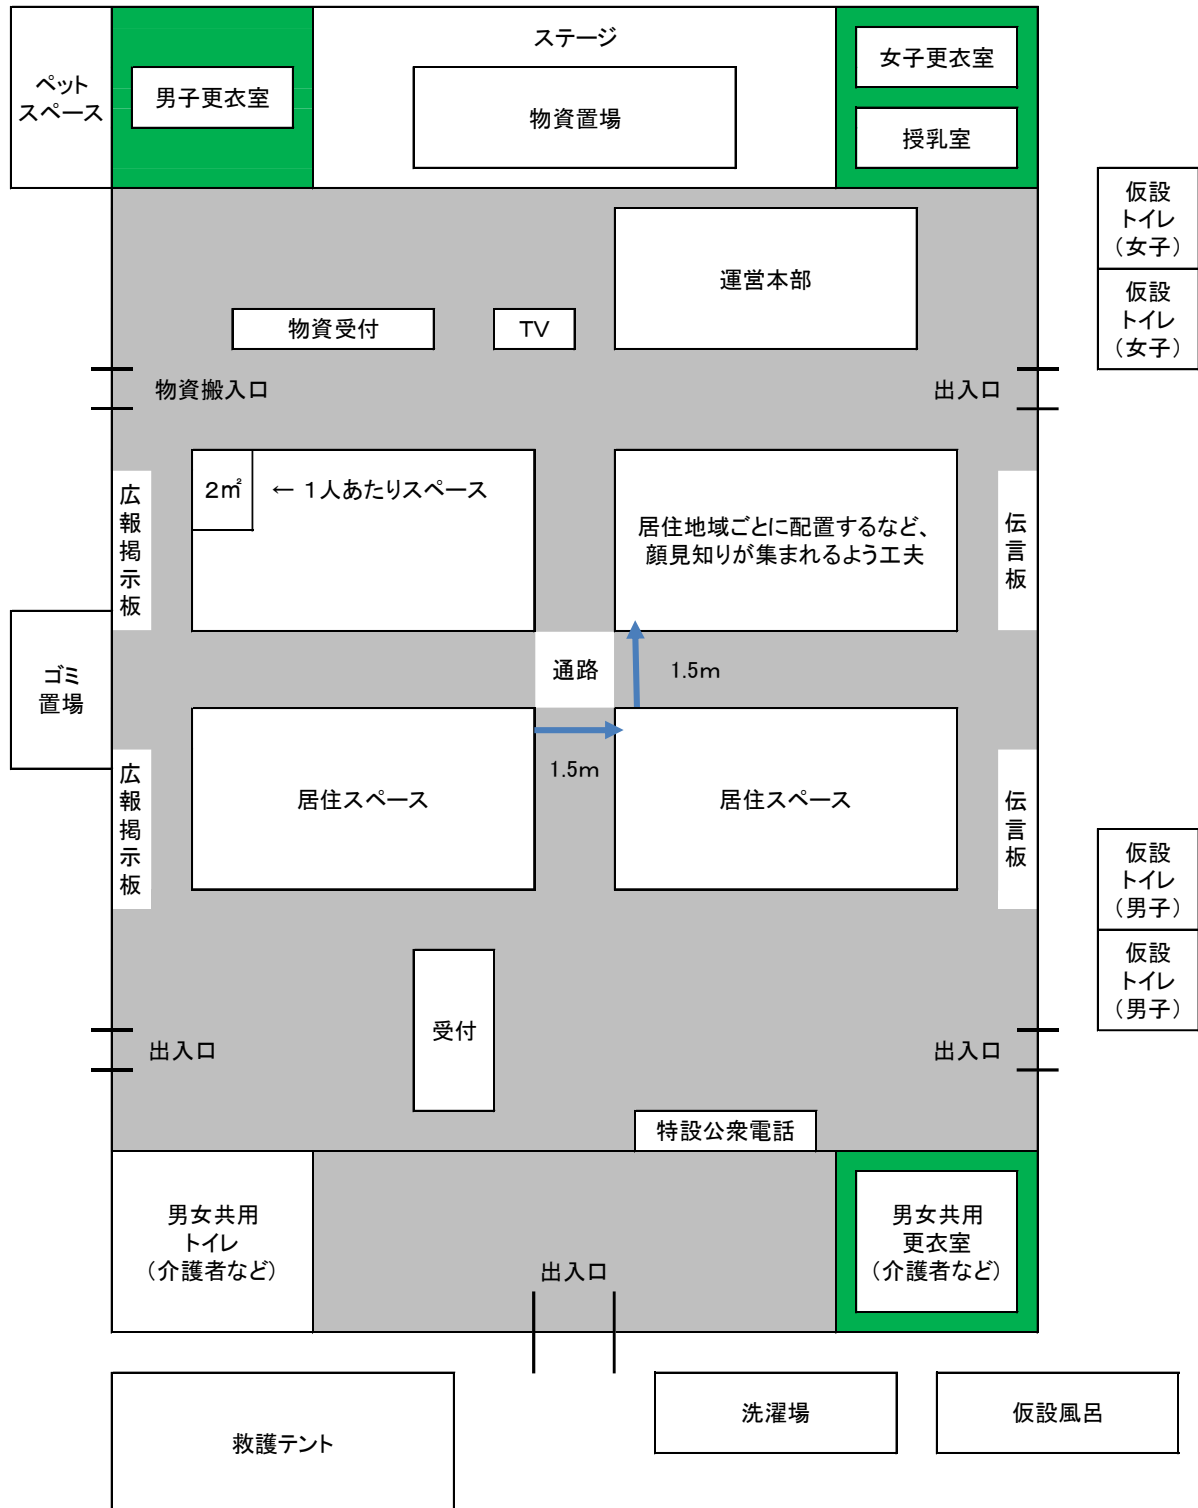 ステージ
女子更衣室
ペット
スペース
男子更衣室
物資置場
授乳室
仮設
トイレ
（女子）
運営本部
仮設
トイレ
（女子）
物資受付
TV
物資搬入口
出入口
2㎡
← 1人あたりスペース
広報掲示板
居住地域ごとに配置するなど、
顔見知りが集まれるよう工夫
伝言板
ゴミ
置場
通路
1.5m
1.5m
広報掲示板
居住スペース
居住スペース
伝言板
仮設
トイレ
（男子）
仮設
トイレ
（男子）
受付
出入口
出入口
特設公衆電話
男女共用
トイレ
（介護者など）
男女共用
更衣室
（介護者など）
出入口
救護テント
洗濯場
仮設風呂